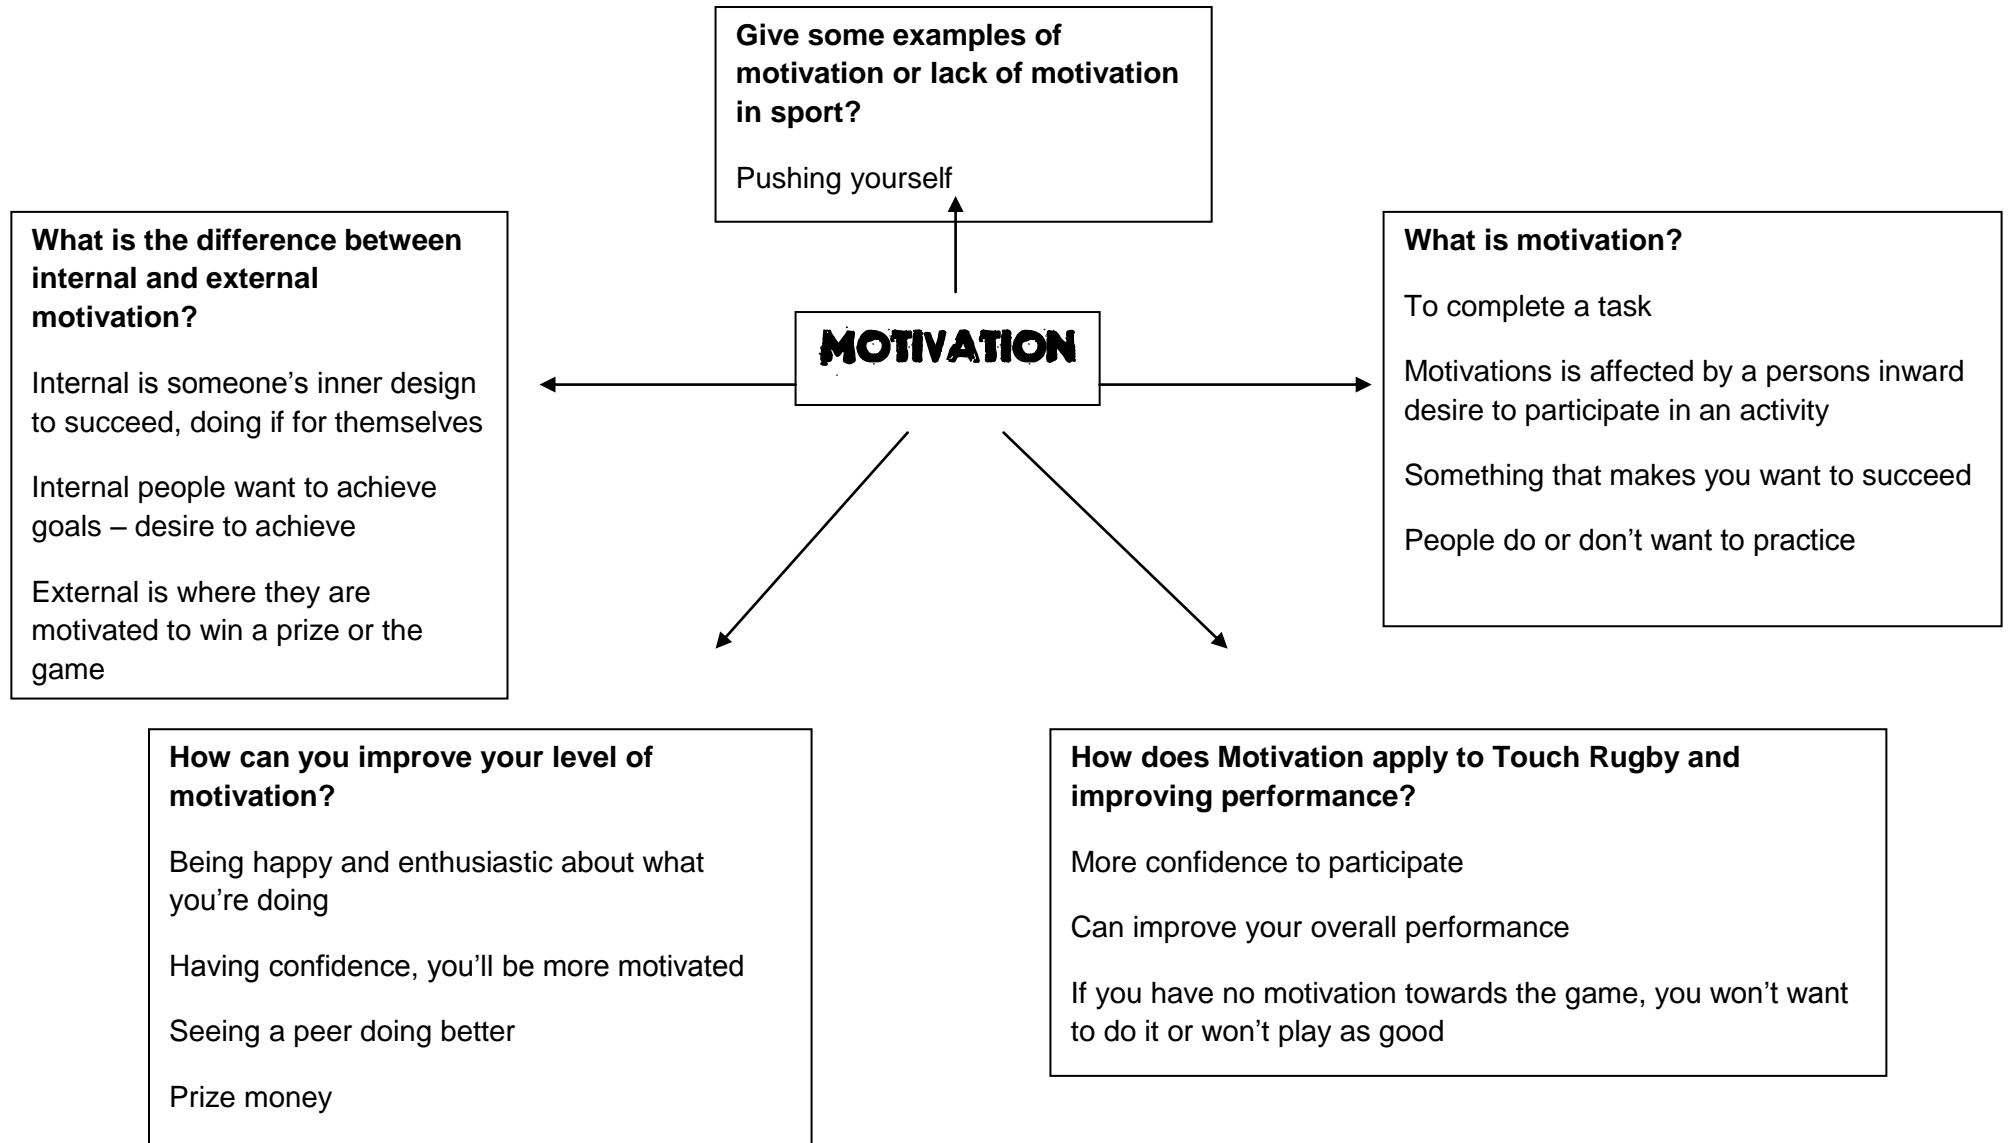 Give some examples of
motivation or lack of motivation
in sport?
Pushing yourself
What is the difference between
internal and external
motivation?
Internal is someone’s inner design
to succeed, doing if for themselves
Internal people want to achieve
goals – desire to achieve
External is where they are
motivated to win a prize or the
game
MOTIVATION
What is motivation?
To complete a task
Motivations is affected by a persons inward
desire to participate in an activity
Something that makes you want to succeed
People do or don’t want to practice
How can you improve your level of
motivation?
Being happy and enthusiastic about what
you’re doing
Having confidence, you’ll be more motivated
Seeing a peer doing better
Prize money
How does Motivation apply to Touch Rugby and
improving performance?
More confidence to participate
Can improve your overall performance
If you have no motivation towards the game, you won’t want
to do it or won’t play as good